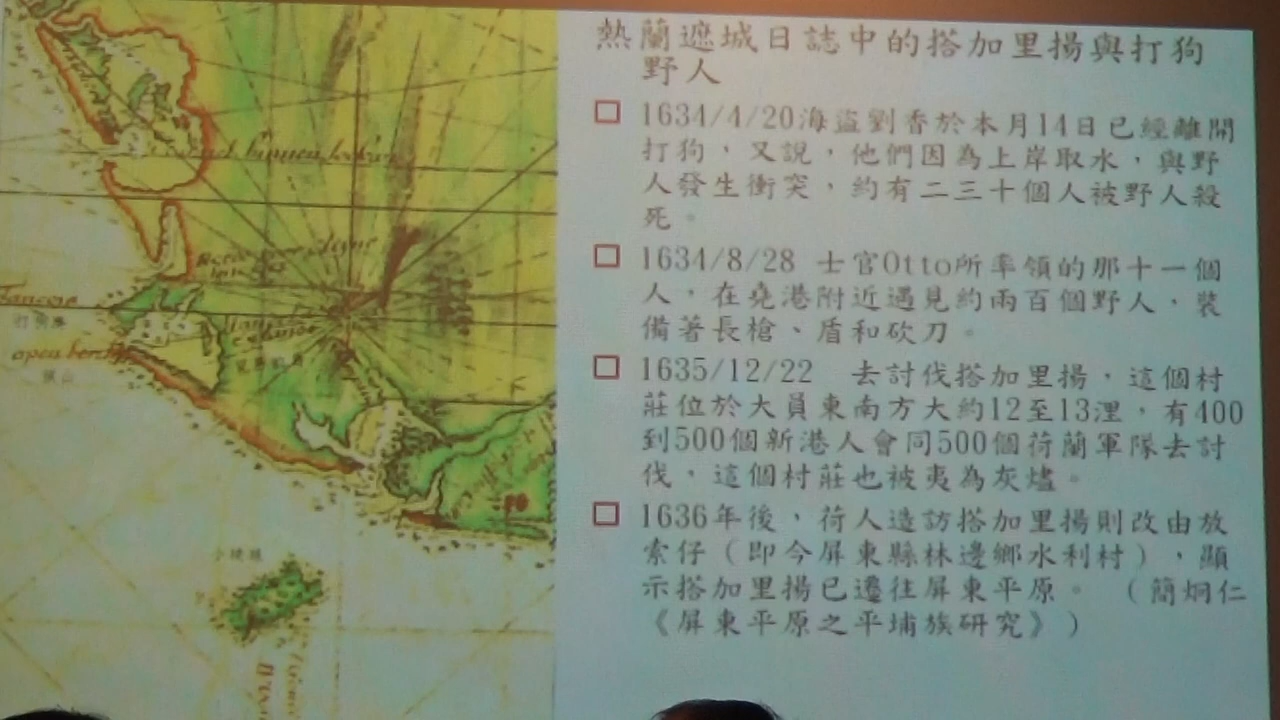 熱蘭遮城日誌中的搭加里揚與打狗
野人
1634/4/20海盜劉香於本月14日已經離開
打狗，又說，他們因為上岸取水，與野
人發生衝突，約有二三十個人被野人殺
死。
1634/8/28 士官Otto所率領的那十一個
人，在堯港附近遇見約兩百個野人，裝
備著長槍、盾和砍刀。
1635/12/22 去討伐搭加里揚，這個村
莊位於大員東南方大約12至13浬，有400
到500個新港人會同500個荷蘭軍隊去討
伐，這個村莊也被夷為灰燼。
1636年後，荷人造訪搭加里揚則改由放
索仔（即今屏東縣林邊鄉水利村），顯
示搭加里揚已遷往屏東平原。（簡炯仁
《屏東平原之平埔族研究》）
Tancoia